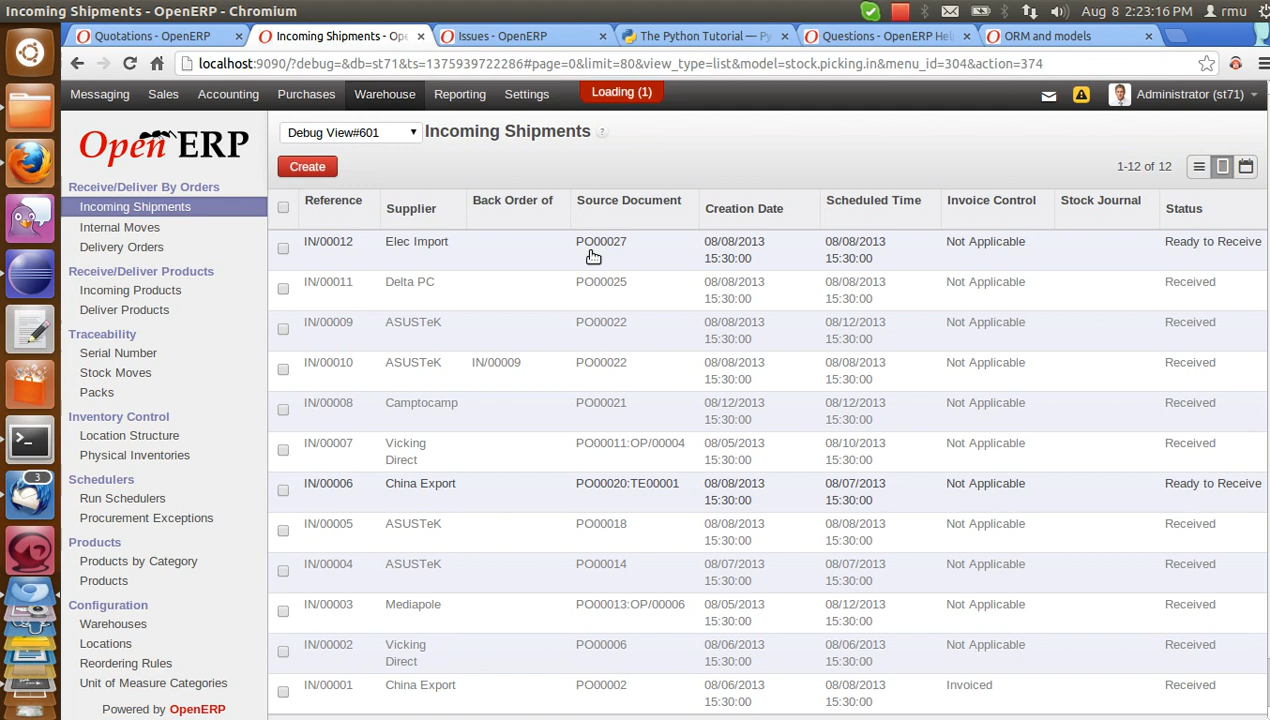 Incoming Shipments - OpenERP - Chromium
Aug 8 2:23:16 PM
rmu
Quotations - OpenERP
Incoming Shipments - Ope
Issues - OpenERP
The Python Tutorial — Py
Questions - OpenERP Hel
ORM and models
localhost:9090/?debug=&db=st71&ts=1375939722286#page=0&limit=80&view_type=list&model=stock.picking.in&menu_id=304&action=374
Messaging Sales Accounting Purchases Warehouse Reporting Settings
Loading (1)
Administrator (st71)
OpenERP
Receive/Deliver By Orders
Incoming Shipments
Internal Moves
Delivery Orders
Receive/Deliver Products
Incoming Products
Deliver Products
Traceability
Serial Number
Stock Moves
Packs
Inventory Control
Location Structure
Physical Inventories
Schedulers
Run Schedulers
Procurement Exceptions
Products
Products by Category
Products
Configuration
Warehouses
Locations
Reordering Rules
Unit of Measure Categories
Powered by OpenERP
3
Debug View#601
Incoming Shipments ?
Create
1-12 of 12
Reference Supplier Back Order of Source Document Creation Date Scheduled Time Invoice Control Stock Journal Status
IN/00012 Elec Import PO00027 08/08/2013 08/08/2013 Not Applicable Ready to Receive
15:30:00 15:30:00
IN/00011 Delta PC PO00025 08/08/2013 08/08/2013 Not Applicable Received
15:30:00 15:30:00
IN/00009 ASUSTeK PO00022 08/08/2013 08/12/2013 Not Applicable Received
15:30:00 15:30:00
IN/00010 ASUSTeK IN/00009 PO00022 08/08/2013 08/08/2013 Not Applicable Received
15:30:00 15:30:00
IN/00008 Camptocamp PO00021 08/12/2013 08/12/2013 Not Applicable Received
15:30:00 15:30:00
IN/00007 Vicking PO00011:OP/00004 08/05/2013 08/10/2013 Not Applicable Received
Direct 15:30:00 15:30:00
IN/00006 China Export PO00020:TE00001 08/08/2013 08/07/2013 Not Applicable Ready to Receive
15:30:00 15:30:00
IN/00005 ASUSTeK PO00018 08/08/2013 08/08/2013 Not Applicable Received
15:30:00 15:30:00
IN/00004 ASUSTeK PO00014 08/07/2013 08/07/2013 Not Applicable Received
15:30:00 15:30:00
IN/00003 Mediapole PO00013:OP/00006 08/05/2013 08/12/2013 Not Applicable Received
15:30:00 15:30:00
IN/00002 Vicking PO00006 08/06/2013 08/06/2013 Not Applicable Received
Direct 15:30:00 15:30:00
IN/00001 China Export PO00002 08/06/2013 08/08/2013 Invoiced Received
15:30:00 15:30:00